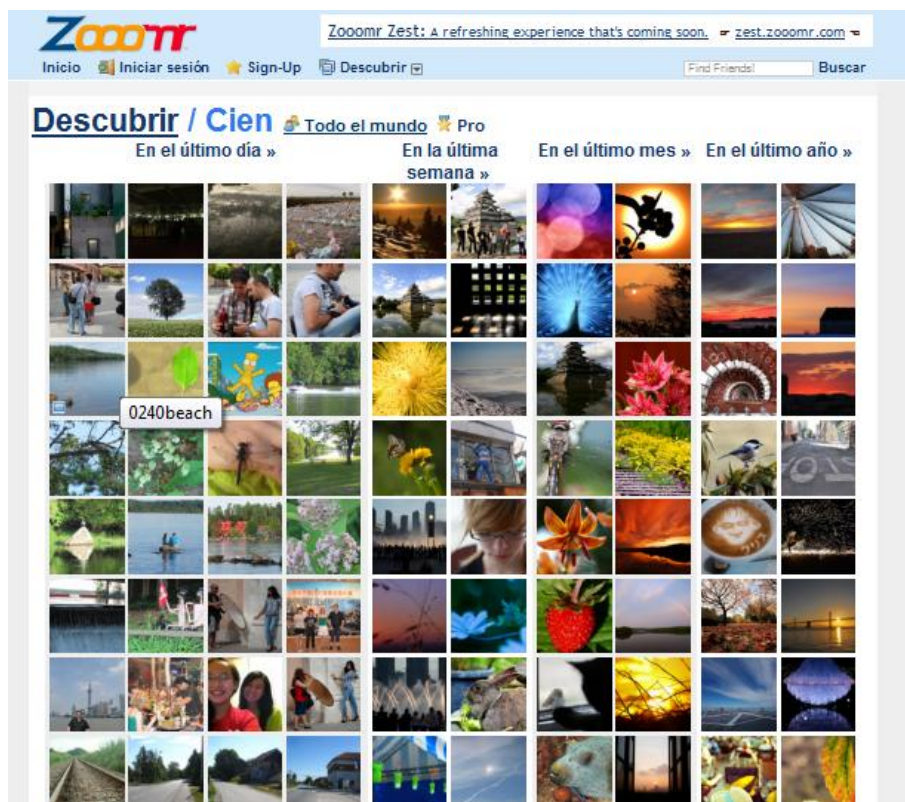 Zooomr
Zooomr Zest: A refreshing experience that's coming soon. ☞ zest.zooomr.com ☜
Inicio Iniciar sesión Sign-Up Descubrir Find Friends! Buscar
Descubrir / Cien Todo el mundo Pro
En el último día » En la última semana » En el último mes » En el último año »
0240beach